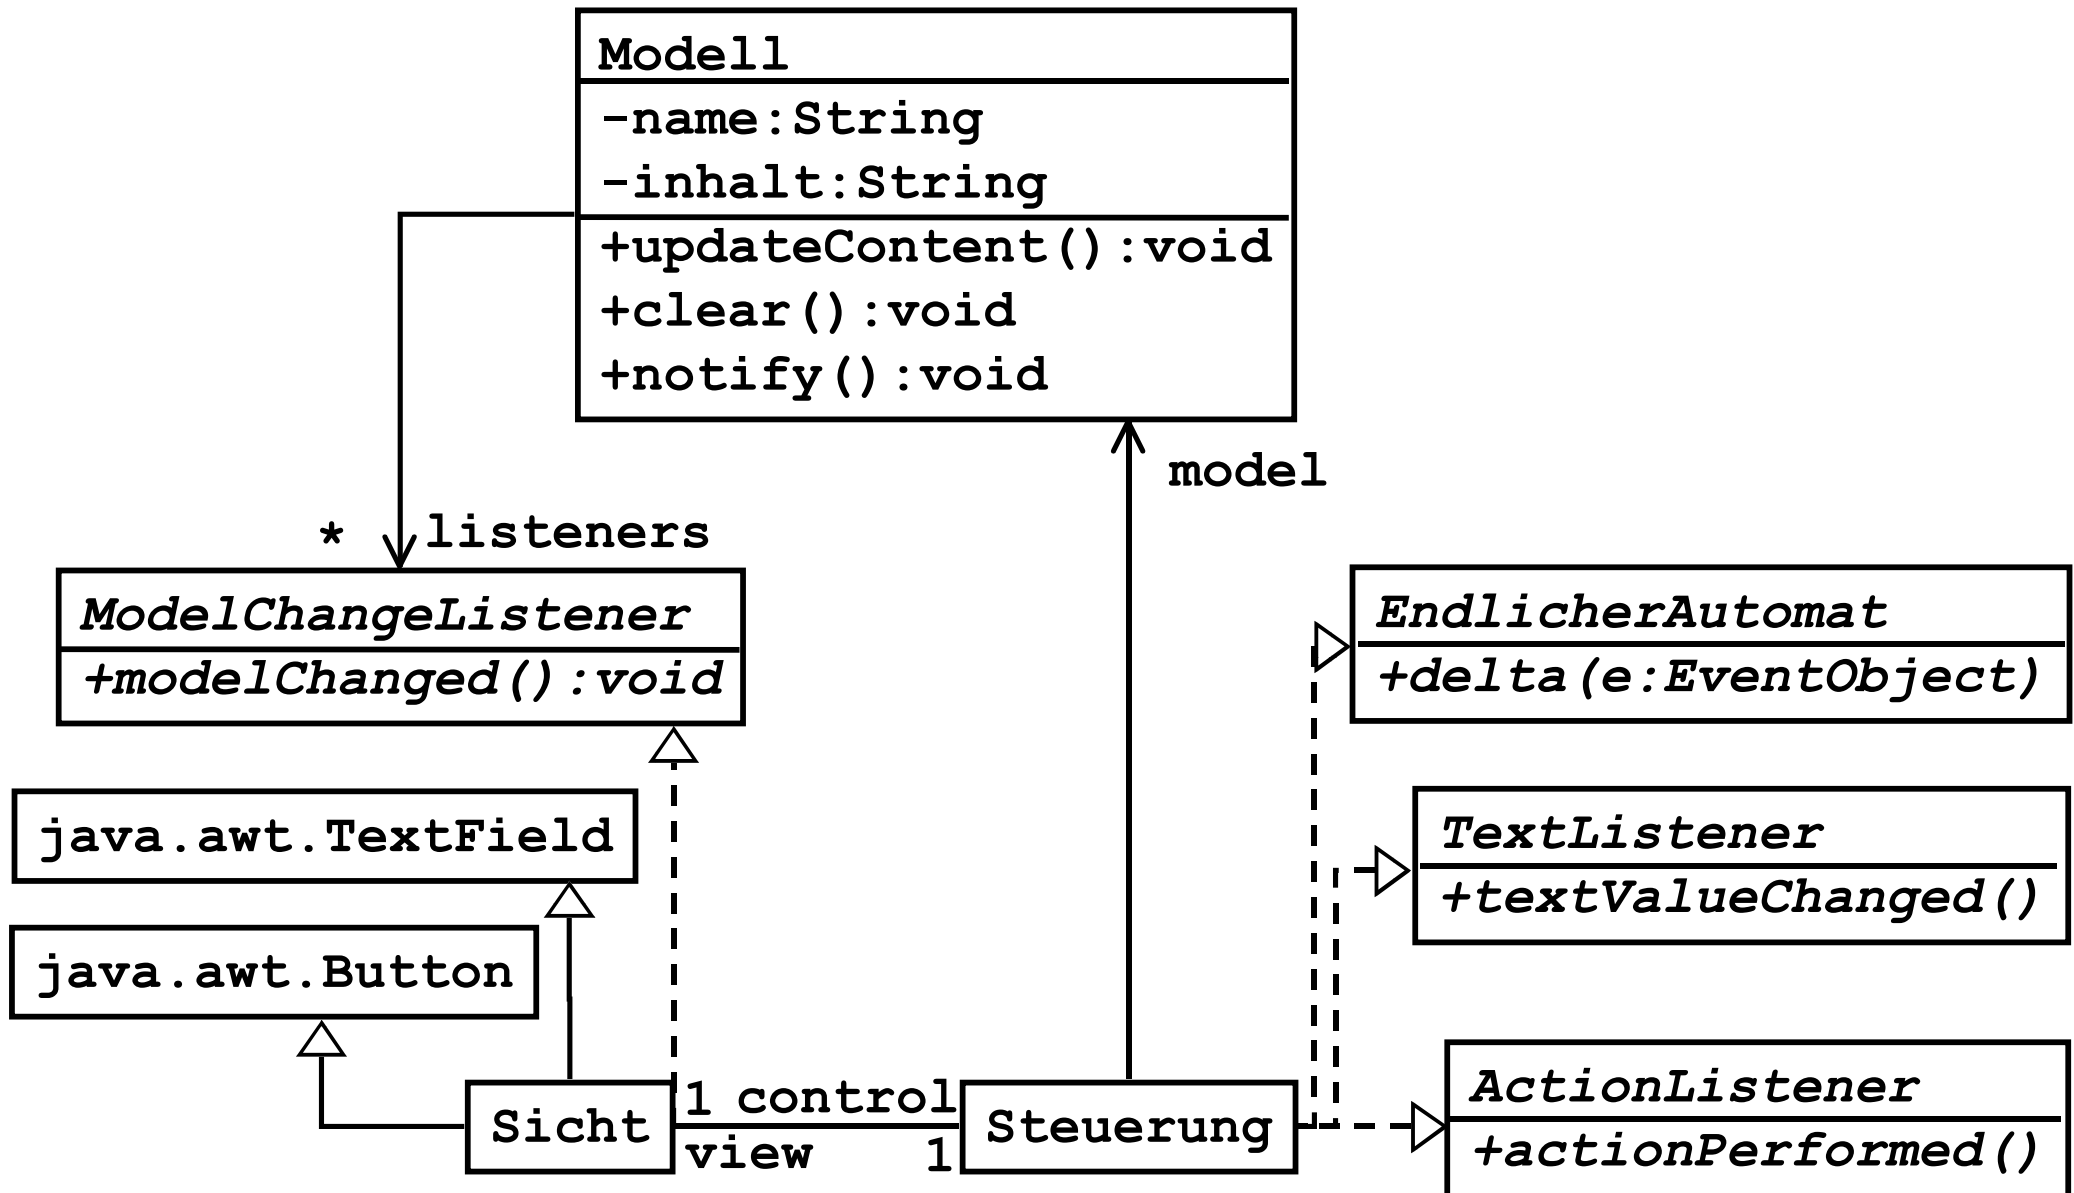 Modell
-name:String
-inhalt:String
+updateContent():void
+clear():void
+notify():void
model
* listeners
ModelChangeListener
+modelChanged():void
EndlicherAutomat
+delta(e:EventObject)
java.awt.TextField
TextListener
+textValueChanged()
java.awt.Button
Sicht
1 control
view 1
Steuerung
ActionListener
+actionPerformed()